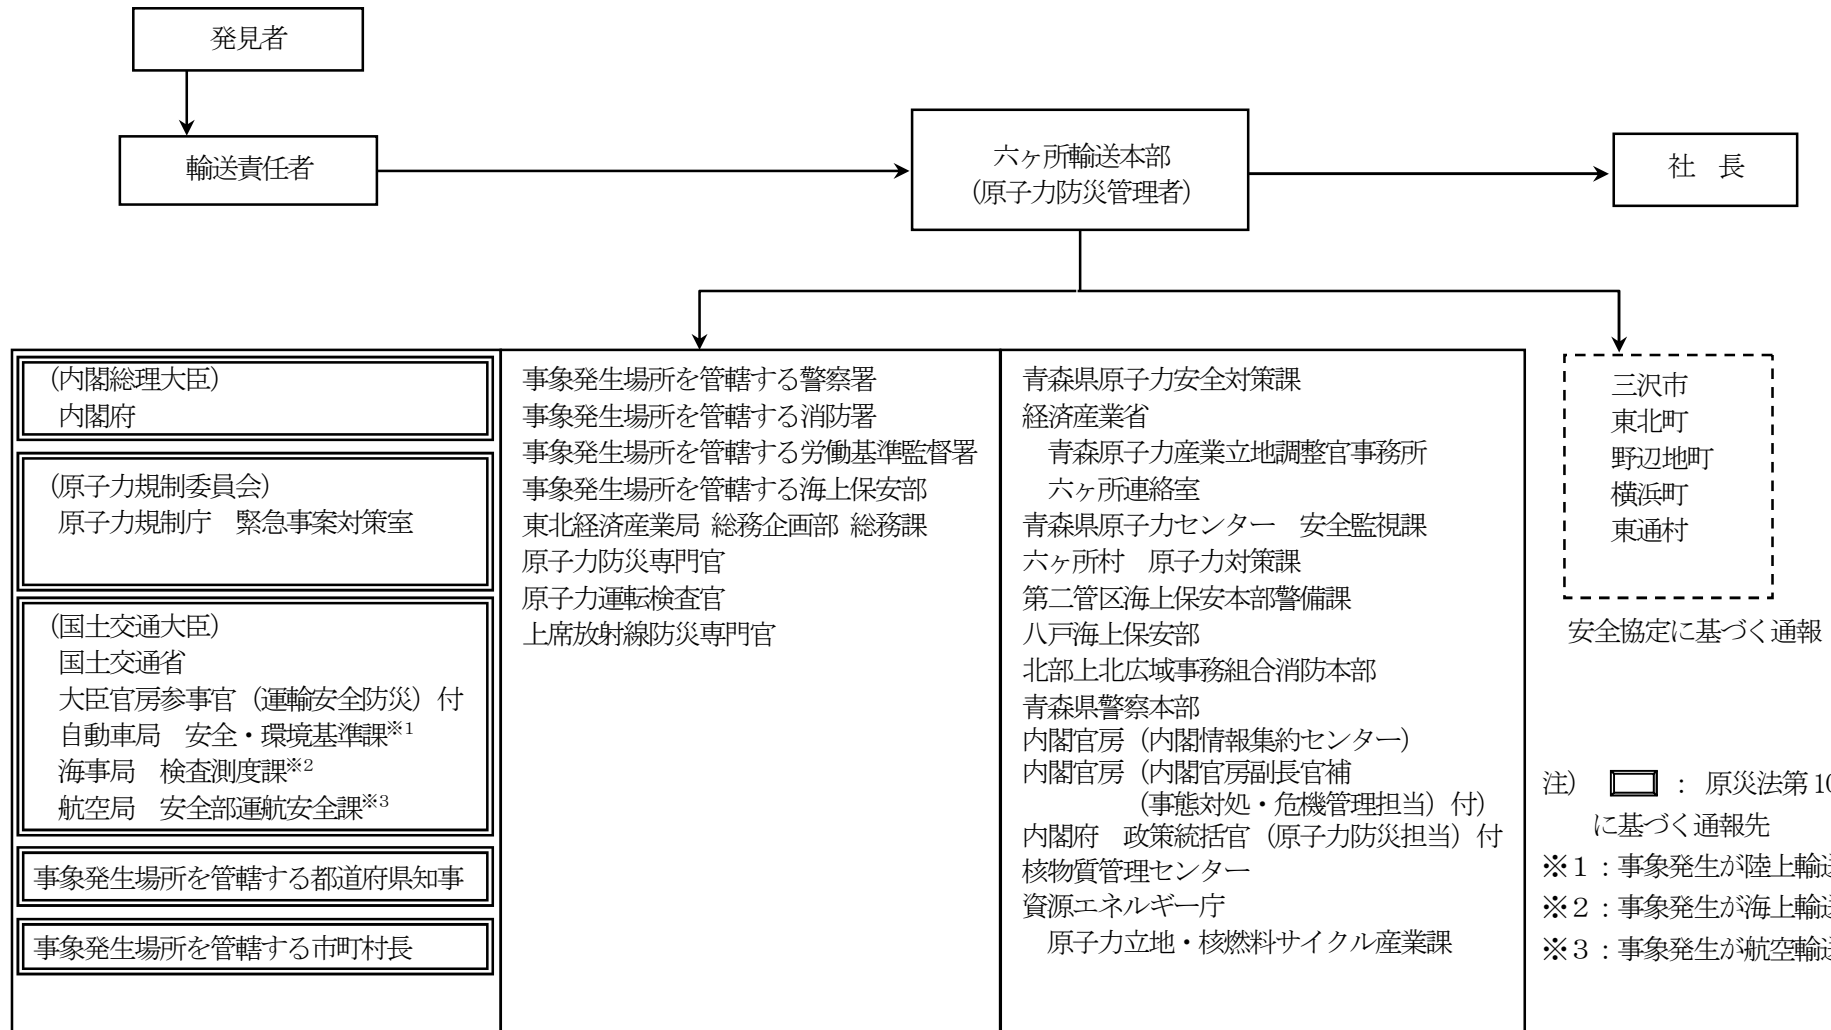 発見者
輸送責任者
六ヶ所輸送本部
(原子力防災管理者)
社　長
(内閣総理大臣)
内閣府
(原子力規制委員会)
原子力規制庁　緊急事案対策室
(国土交通大臣)
国土交通省
大臣官房参事官（運輸安全防災）付
自動車局　安全・環境基準課※1
海事局　検査測度課※2
航空局　安全部運航安全課※3
事象発生場所を管轄する都道府県知事
事象発生場所を管轄する市町村長
事象発生場所を管轄する警察署
事象発生場所を管轄する消防署
事象発生場所を管轄する労働基準監督署
事象発生場所を管轄する海上保安部
東北経済産業局 総務企画部 総務課
原子力防災専門官
原子力運転検査官
上席放射線防災専門官
青森県原子力安全対策課
経済産業省
青森原子力産業立地調整官事務所
六ヶ所連絡室
青森県原子力センター　安全監視課
六ヶ所村　原子力対策課
第二管区海上保安本部警備課
八戸海上保安部
北部上北広域事務組合消防本部
青森県警察本部
内閣官房（内閣情報集約センター）
内閣官房（内閣官房副長官補
（事態対処・危機管理担当）付）
内閣府　政策統括官（原子力防災担当）付
核物質管理センター
資源エネルギー庁
原子力立地・核燃料サイクル産業課
三沢市
東北町
野辺地町
横浜町
東通村
安全協定に基づく通報
注）　　：　原災法第10
に基づく通報先
※１：事象発生が陸上輸送
※２：事象発生が海上輸送
※３：事象発生が航空輸送